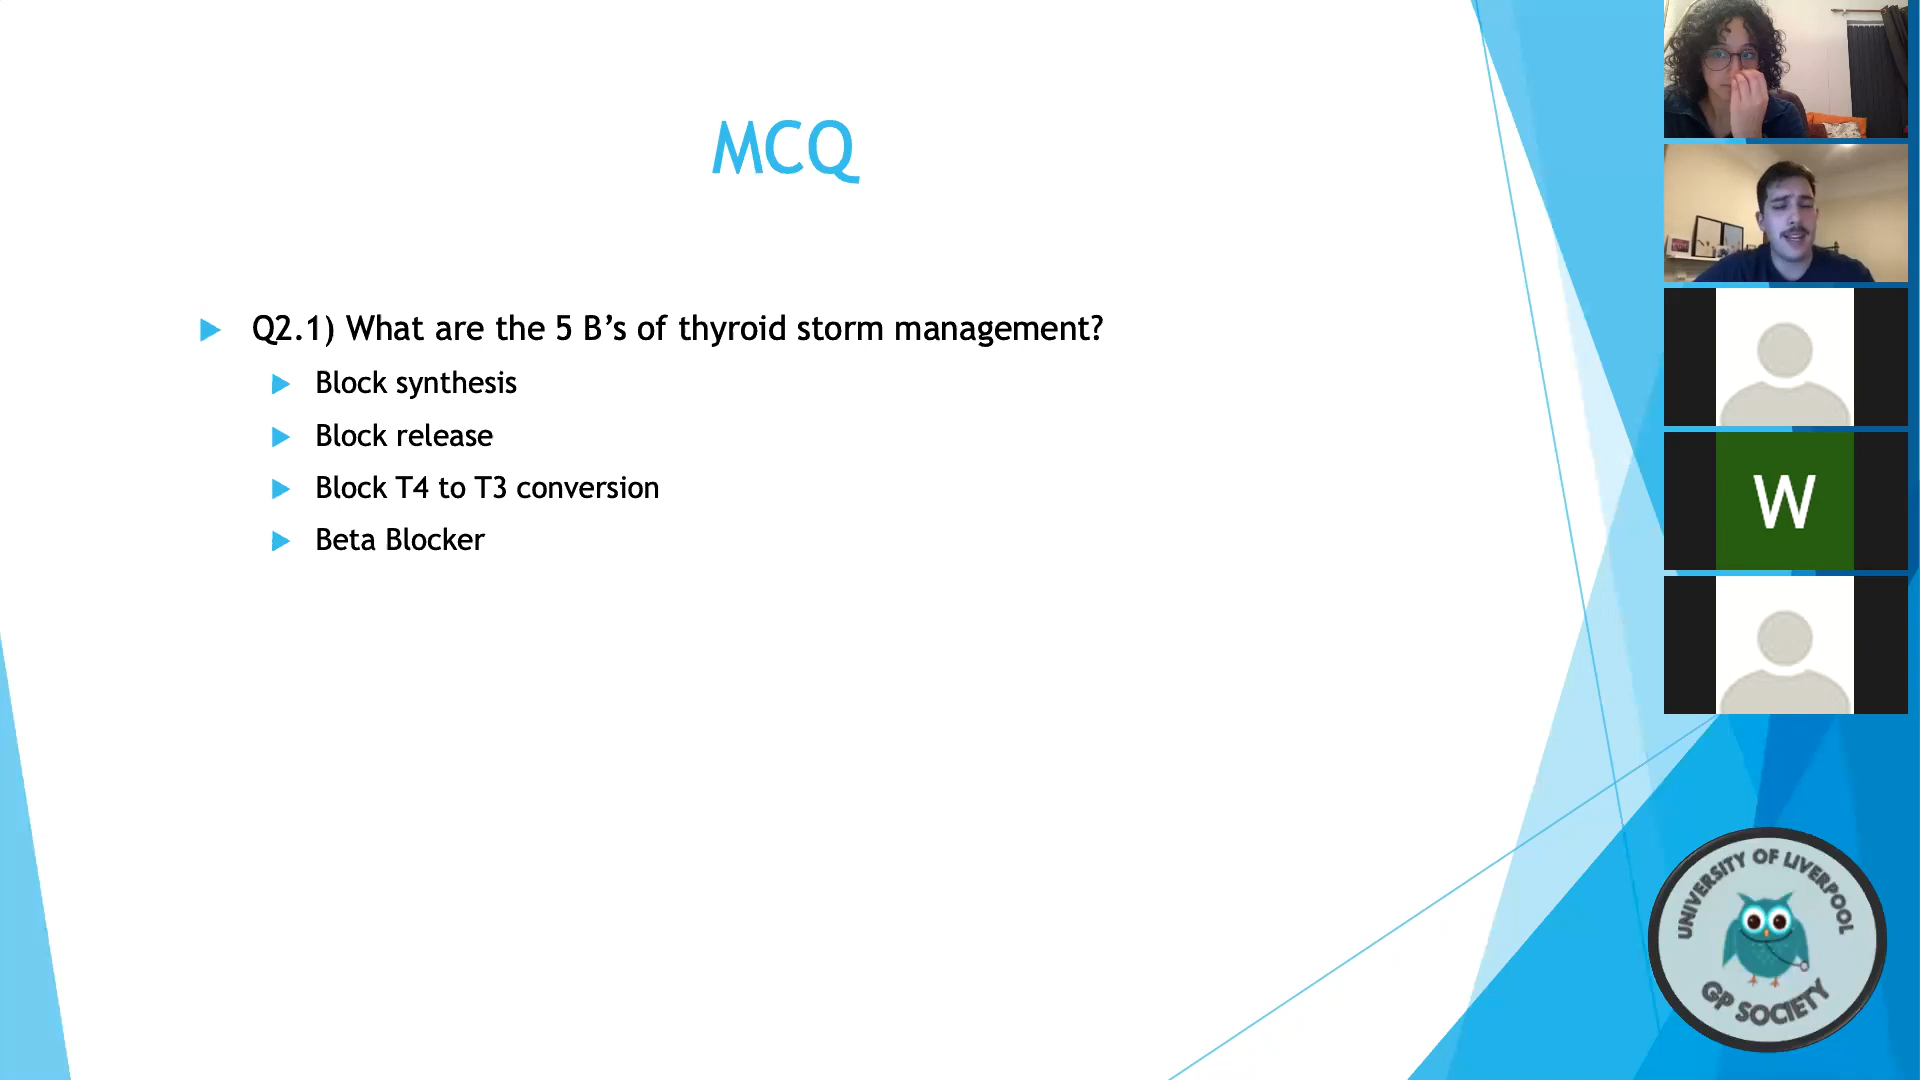 MCQ
Q2.1) What are the 5 B’s of thyroid storm management?
Block synthesis
Block release
Block T4 to T3 conversion
Beta Blocker
W
UNIVERSITY OF LIVERPOOL
GP SOCIETY